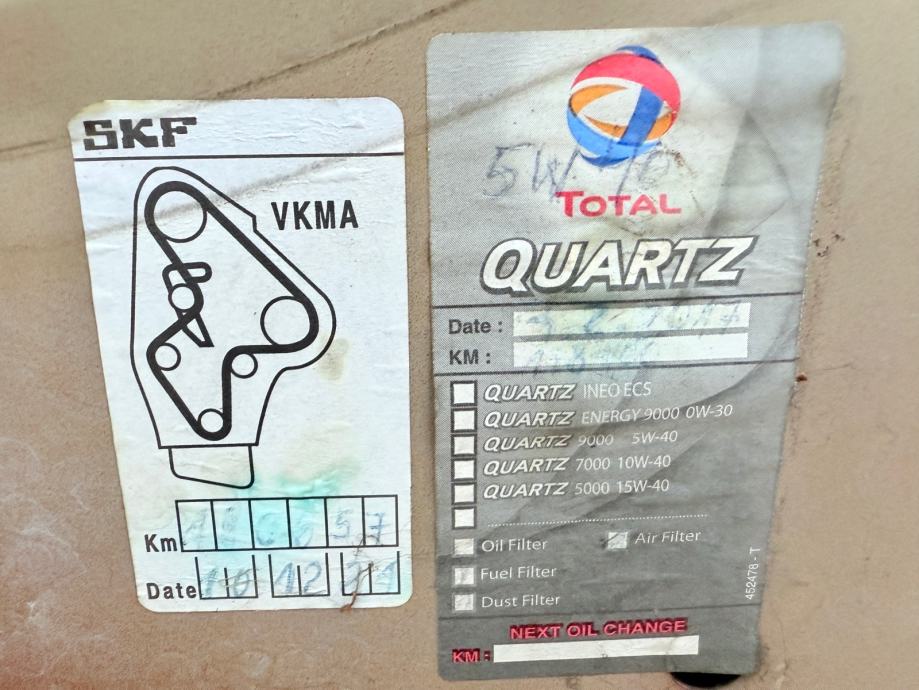 SKF
VKMA
Km
Date
5W 40
TOTAL
QUARTZ
Date :
KM :
QUARTZ INEO ECS
QUARTZ ENERGY 9000 0W-30
QUARTZ 9000 5W-40
QUARTZ 7000 10W-40
QUARTZ 5000 15W-40
Oil Filter Air Filter
Fuel Filter
Dust Filter
452478 - T
NEXT OIL CHANGE
KM :